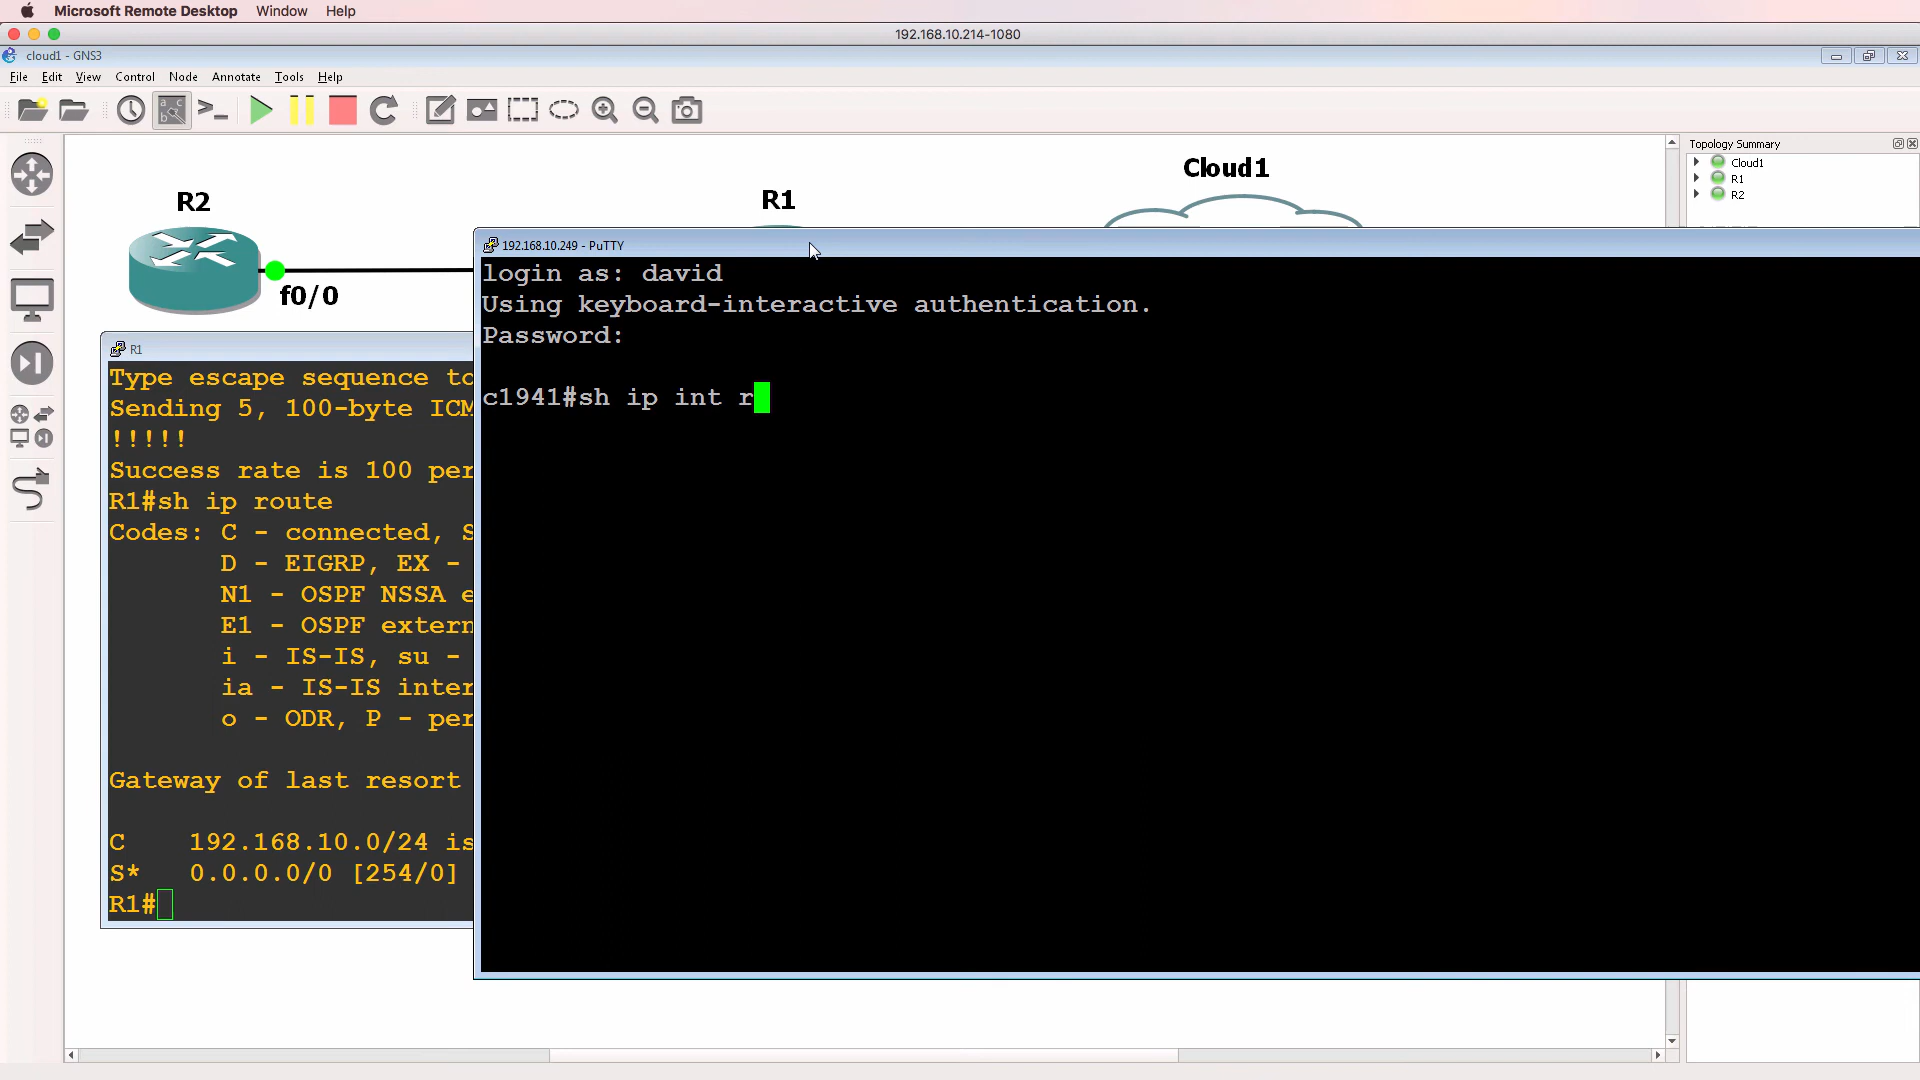 Microsoft Remote Desktop Window Help
192.168.10.214-1080
cloud1 - GNS3
File Edit View Control Node Annotate Tools Help
Topology Summary
Cloud1
R1
R2
R2
R1
Cloud1
f0/0
192.168.10.249 - PuTTY
login as: david
Using keyboard-interactive authentication.
Password:
c1941#sh ip int r
R1
Type escape sequence to
Sending 5, 100-byte ICM
!!!!!
Success rate is 100 per
R1#sh ip route
Codes: C - connected, S
D - EIGRP, EX -
N1 - OSPF NSSA e
E1 - OSPF extern
i - IS-IS, su -
ia - IS-IS inter
o - ODR, P - per
Gateway of last resort
C 192.168.10.0/24 is
S* 0.0.0.0/0 [254/0]
R1#